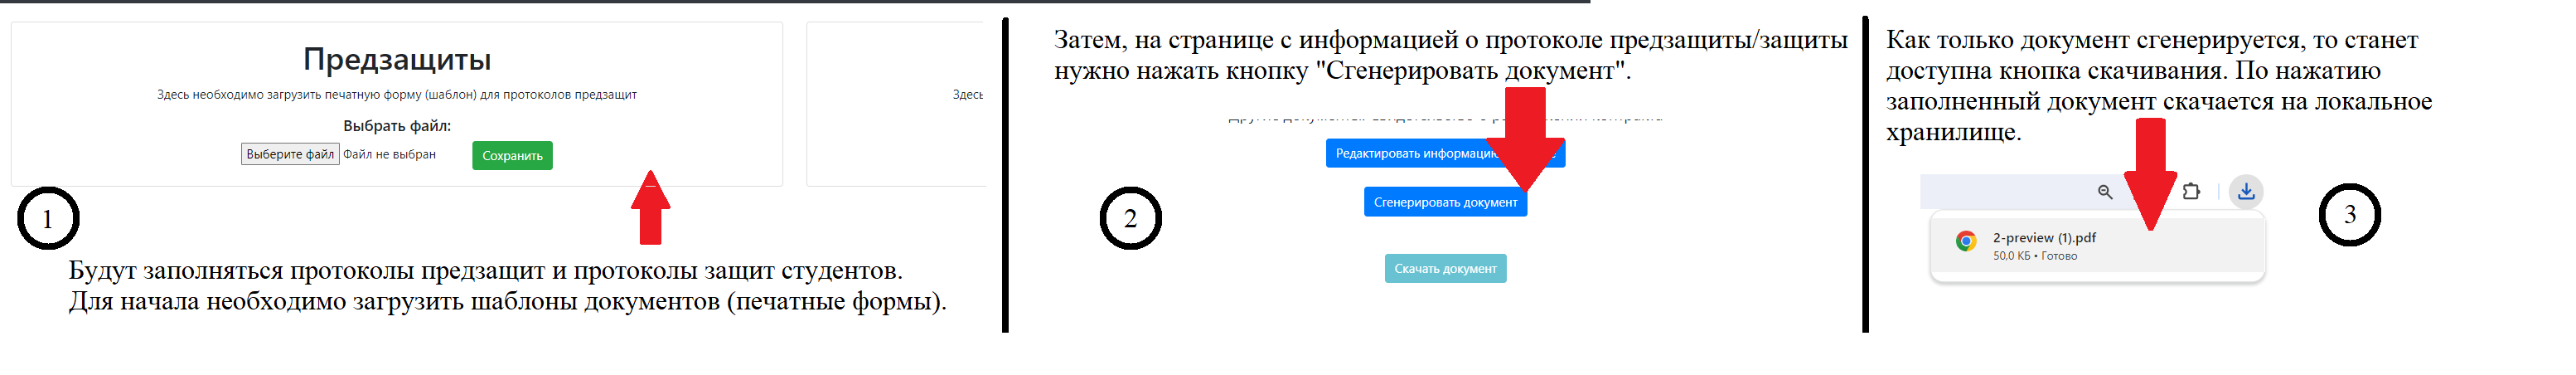 Предзащиты
Здесь необходимо загрузить печатную форму (шаблон) для протоколов предзащит
Выбрать файл:
Выберите файл Файл не выбран
Сохранить
1
Будут заполняться протоколы предзащит и протоколы защит студентов.
Для начала необходимо загрузить шаблоны документов (печатные формы).
Затем, на странице с информацией о протоколе предзащиты/защиты
нужно нажать кнопку "Сгенерировать документ".
Редактировать информацию
Сгенерировать документ
2
Скачать документ
Как только документ сгенерируется, то станет
доступна кнопка скачивания. По нажатию
заполненный документ скачается на локальное
хранилище.
2-preview (1).pdf
50,0 КБ • Готово
3